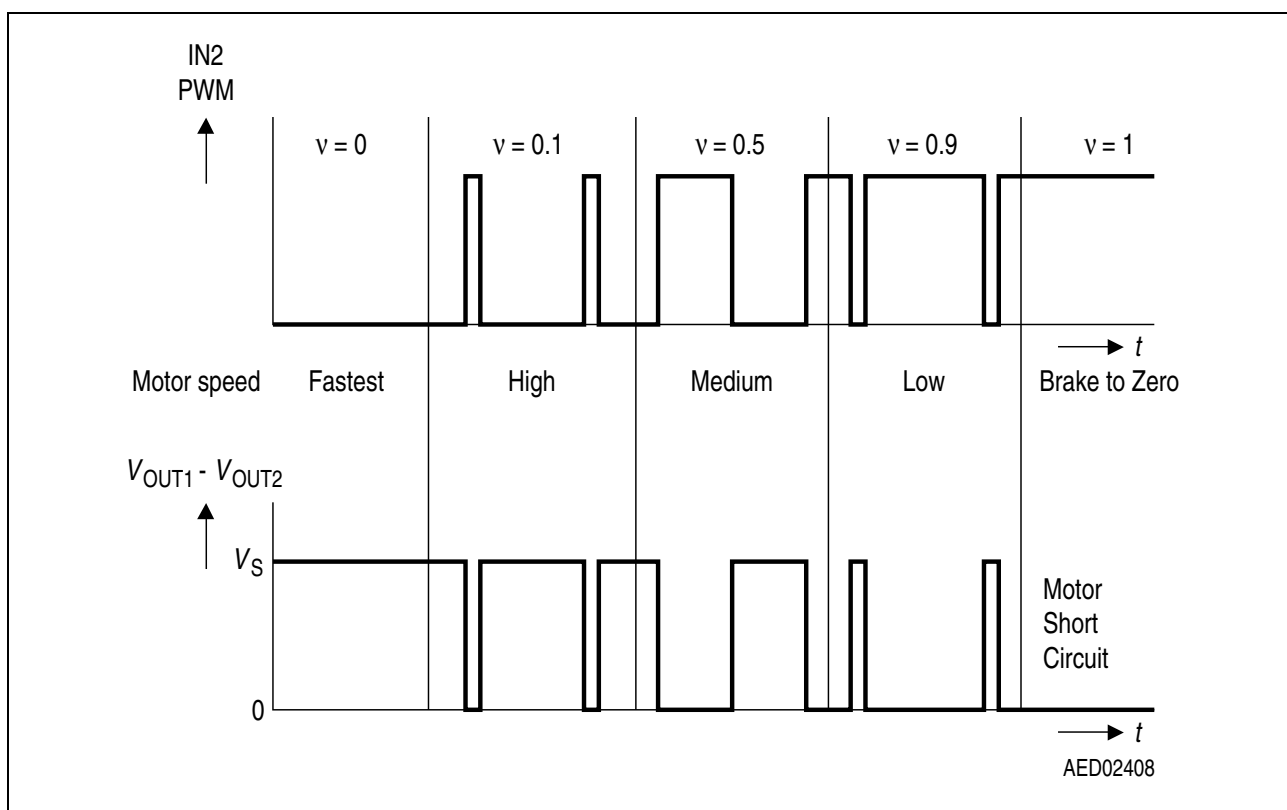 IN2
PWM
ν = 0
ν = 0.1
ν = 0.5
ν = 0.9
ν = 1
t
Motor speed
Fastest
High
Medium
Low
Brake to Zero
VOUT1 - VOUT2
VS
Motor
Short
Circuit
0
t
AED02408